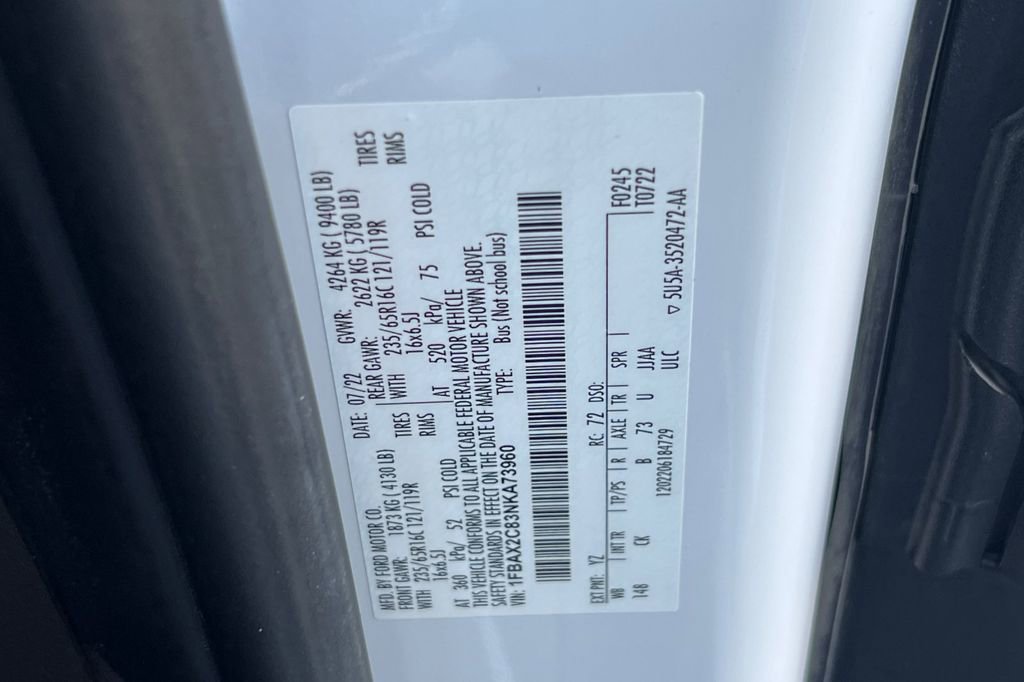 MFD. BY FORD MOTOR CO.
DATE: 07/22 GVWR: 4264 KG ( 9400 LB)
FRONT GAWR: 1873 KG ( 4130 LB) REAR GAWR: 2622 KG ( 5780 LB)
WITH 235/65R16C 121/119R TIRES WITH 235/65R16C 121/119R TIRES
16x6.5J RIMS 16x6.5J RIMS
AT 360 kPa/ 52 PSI COLD AT 520 kPa/ 75 PSI COLD
THIS VEHICLE CONFORMS TO ALL APPLICABLE FEDERAL MOTOR VEHICLE
SAFETY STANDARDS IN EFFECT ON THE DATE OF MANUFACTURE SHOWN ABOVE.
VIN: 1FBAX2C83NKA73960 TYPE: Bus (Not school bus)
EXT PNT: YZ RC: 72 DSO: F0245
WB INT TR TP/PS R AXLE TR SPR T0722
148 CK B 73 U JJAA
1202206184729 ULC ▽ 5U5A-3520472-AA